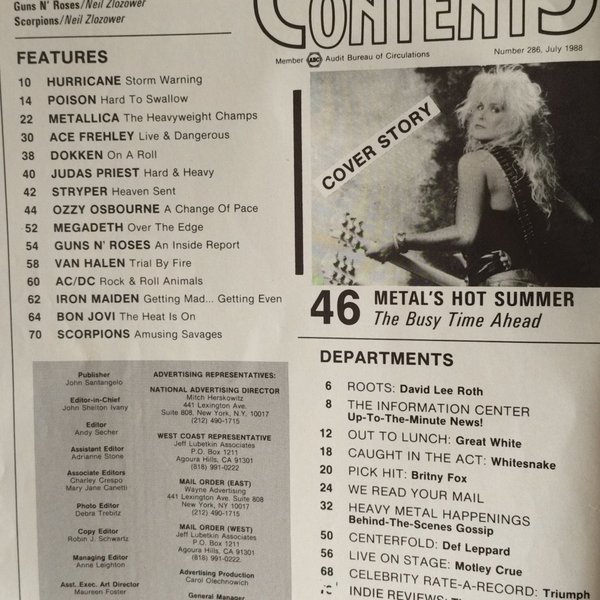 Guns N' Roses/Neil Zlozower
Scorpions/Neil Zlozower
CONTENTS
Member ABC Audit Bureau of Circulations
Number 286, July 1988
FEATURES
10 HURRICANE Storm Warning
14 POISON Hard To Swallow
22 METALLICA The Heavyweight Champs
30 ACE FREHLEY Live & Dangerous
38 DOKKEN On A Roll
40 JUDAS PRIEST Hard & Heavy
42 STRYPER Heaven Sent
44 OZZY OSBOURNE A Change Of Pace
52 MEGADETH Over The Edge
54 GUNS N' ROSES An Inside Report
58 VAN HALEN Trial By Fire
60 AC/DC Rock & Roll Animals
62 IRON MAIDEN Getting Mad... Getting Even
64 BON JOVI The Heat Is On
70 SCORPIONS Amusing Savages
COVER STORY
46 METAL'S HOT SUMMER
The Busy Time Ahead
Publisher
John Santangelo
Editor-in-Chief
John Shelton Ivany
Editor
Andy Secher
Assistant Editor
Adrianne Stone
Associate Editors
Charley Crespo
Mary Jane Canetti
Photo Editor
Debra Trebitz
Copy Editor
Robin J. Schwartz
Managing Editor
Anne Leighton
Asst. Exec. Art Director
Maureen Foster
ADVERTISING REPRESENTATIVES:
NATIONAL ADVERTISING DIRECTOR
Mitch Herskowitz
441 Lexington Ave.
Suite 808, New York, N.Y. 10017
(212) 490-1715
WEST COAST REPRESENTATIVE
Jeff Lubetkin Associates
P.O. Box 1211
Agoura Hills, CA 91301
(818) 991-0222
MAIL ORDER (EAST)
Wayne Advertising
441 Lexington Ave. Suite 808
New York, NY 10017
(212) 490-1715
MAIL ORDER (WEST)
Jeff Lubetkin Associates
P.O. Box 1211
Agoura Hills, CA 91301
(818) 991-0222
Advertising Production
Carol Olechnowich
General Manager
DEPARTMENTS
6 ROOTS: David Lee Roth
8 THE INFORMATION CENTER
Up-To-The-Minute News!
12 OUT TO LUNCH: Great White
18 CAUGHT IN THE ACT: Whitesnake
20 PICK HIT: Britny Fox
24 WE READ YOUR MAIL
32 HEAVY METAL HAPPENINGS
Behind-The-Scenes Gossip
50 CENTERFOLD: Def Leppard
56 LIVE ON STAGE: Motley Crue
68 CELEBRITY RATE-A-RECORD: Triumph
INDIE REVIEWS: